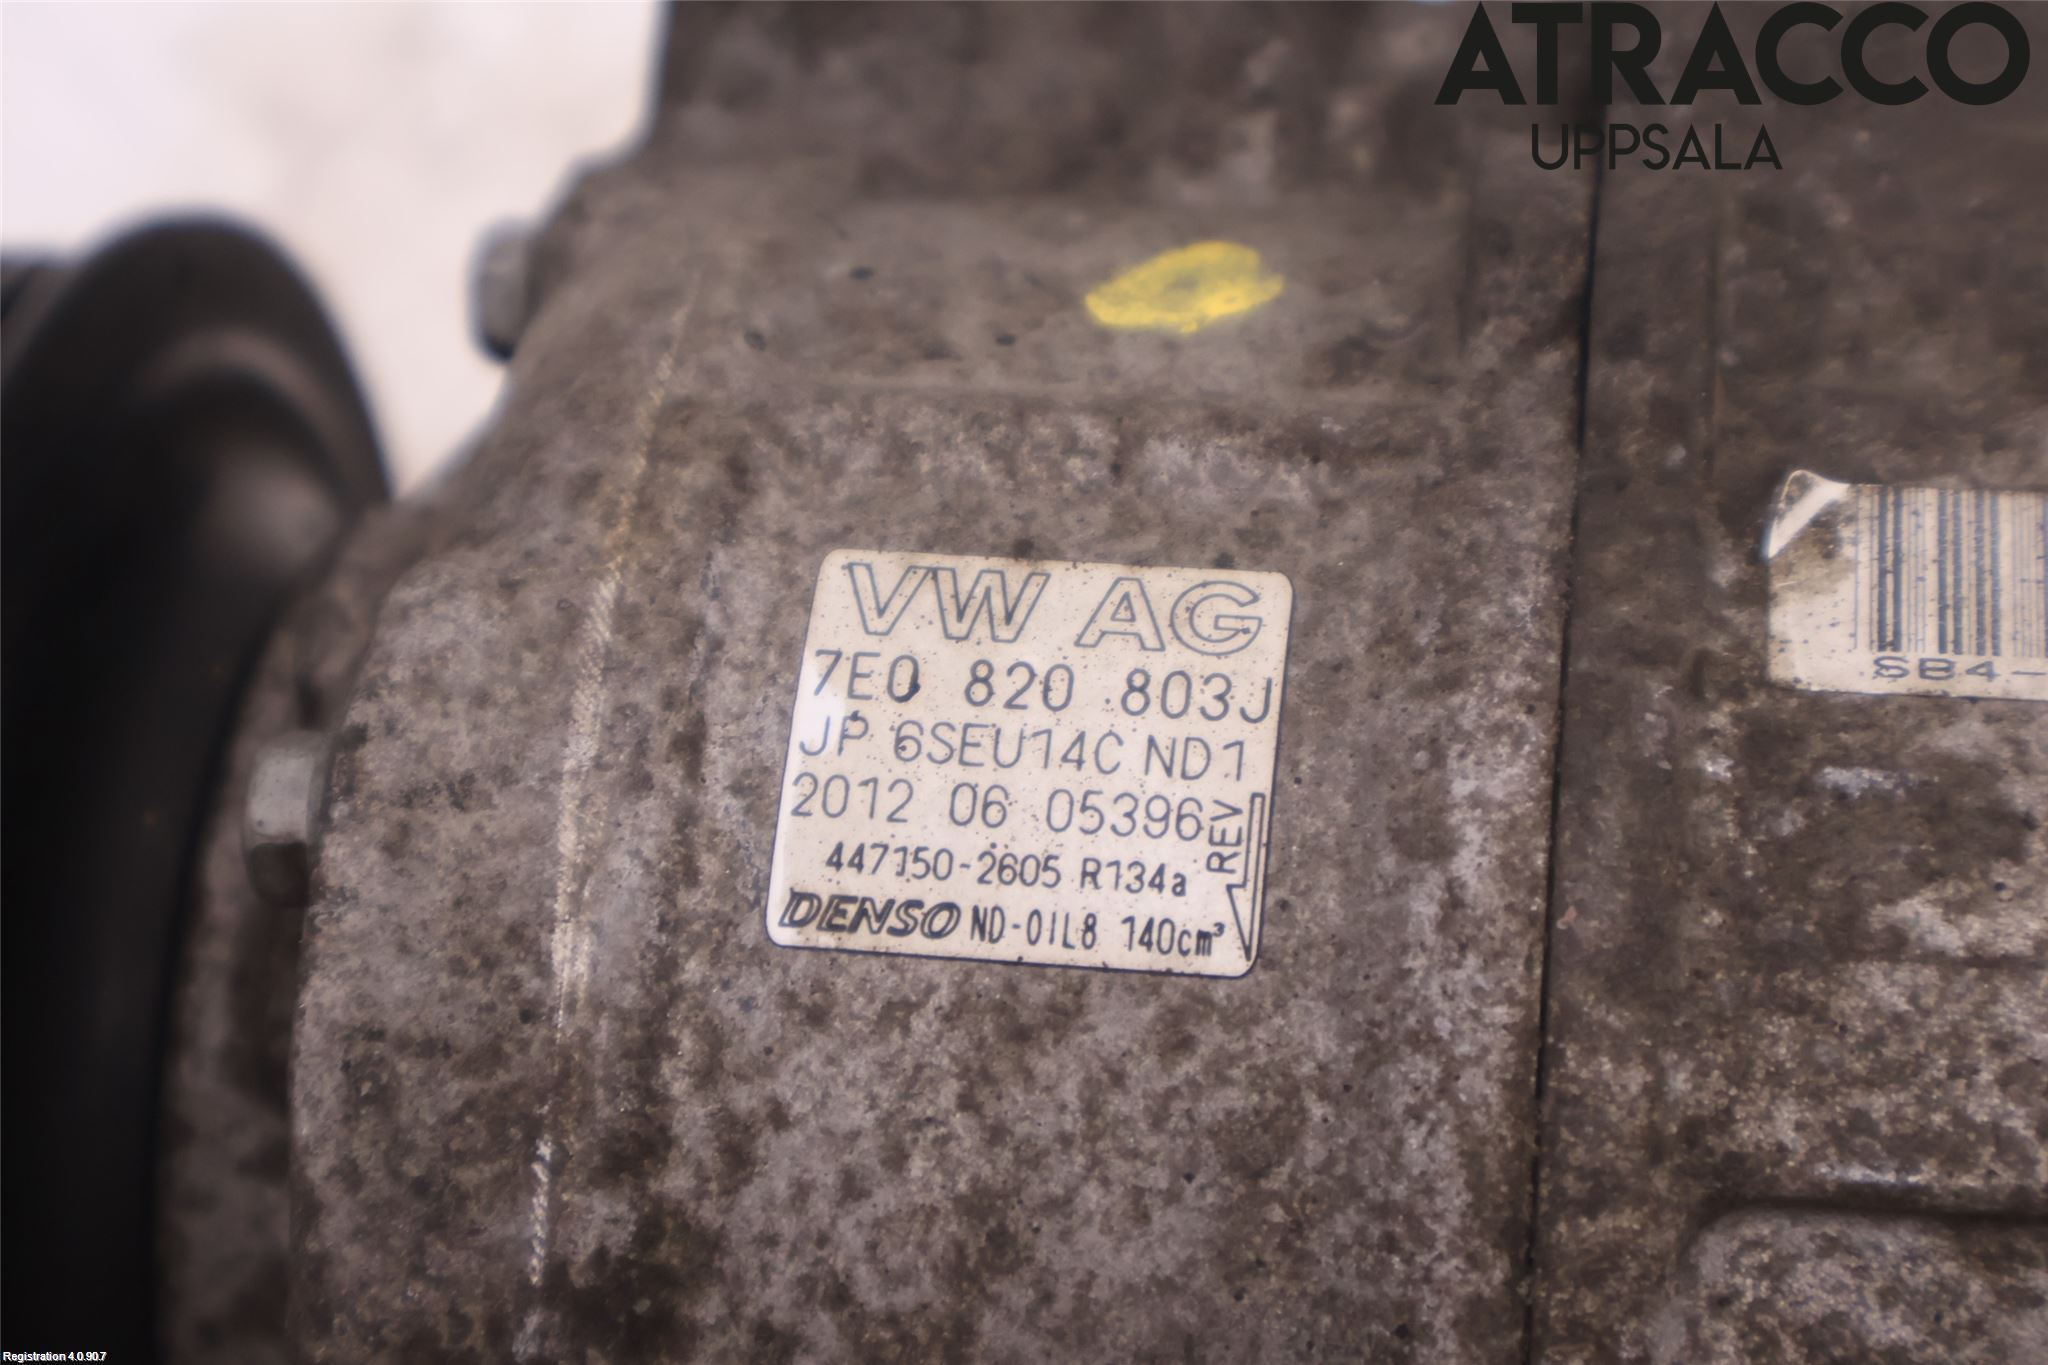 ATRACCO
UPPSALA
VW AG
7E0 820 803J
JP 6SEU14C ND1
2012 06 05396
REV
447150-2605 R134a
DENSO ND-OIL8 140cm³
SB4-
Registration 4.0.90.7